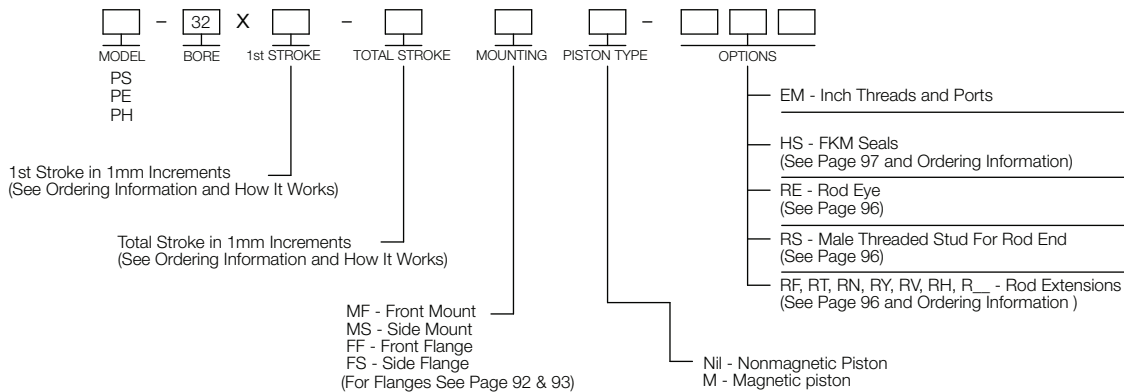 - 32 X - -
MODEL BORE 1st STROKE TOTAL STROKE MOUNTING PISTON TYPE OPTIONS
PS
PE
PH
EM - Inch Threads and Ports
HS - FKM Seals
(See Page 97 and Ordering Information)
RE - Rod Eye
(See Page 96)
RS - Male Threaded Stud For Rod End
(See Page 96)
RF, RT, RN, RY, RV, RH, R__ - Rod Extensions
(See Page 96 and Ordering Information )
1st Stroke in 1mm Increments
(See Ordering Information and How It Works)
Total Stroke in 1mm Increments
(See Ordering Information and How It Works)
MF - Front Mount
MS - Side Mount
FF - Front Flange
FS - Side Flange
(For Flanges See Page 92 & 93)
Nil - Nonmagnetic Piston
M - Magnetic piston